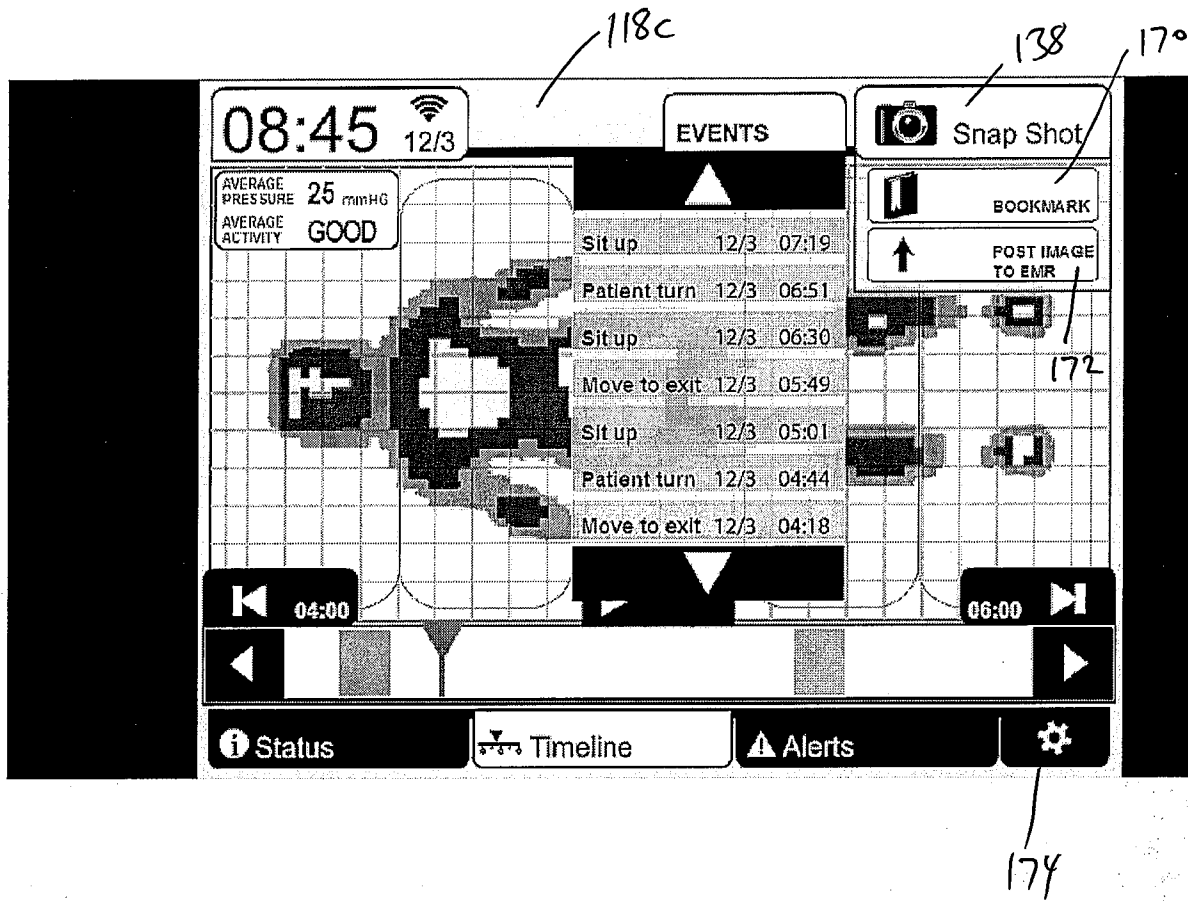 118c
138
170
08:45
12/3
EVENTS
Snap Shot
AVERAGE PRESSURE 25 mmHG
AVERAGE ACTIVITY GOOD
BOOKMARK
POST IMAGE
TO EMR
172
Sit up 12/3 07:19
Patient turn 12/3 06:51
Sit up 12/3 06:30
Move to exit 12/3 05:49
Sit up 12/3 05:01
Patient turn 12/3 04:44
Move to exit 12/3 04:18
04:00
06:00
Status
Timeline
Alerts
174